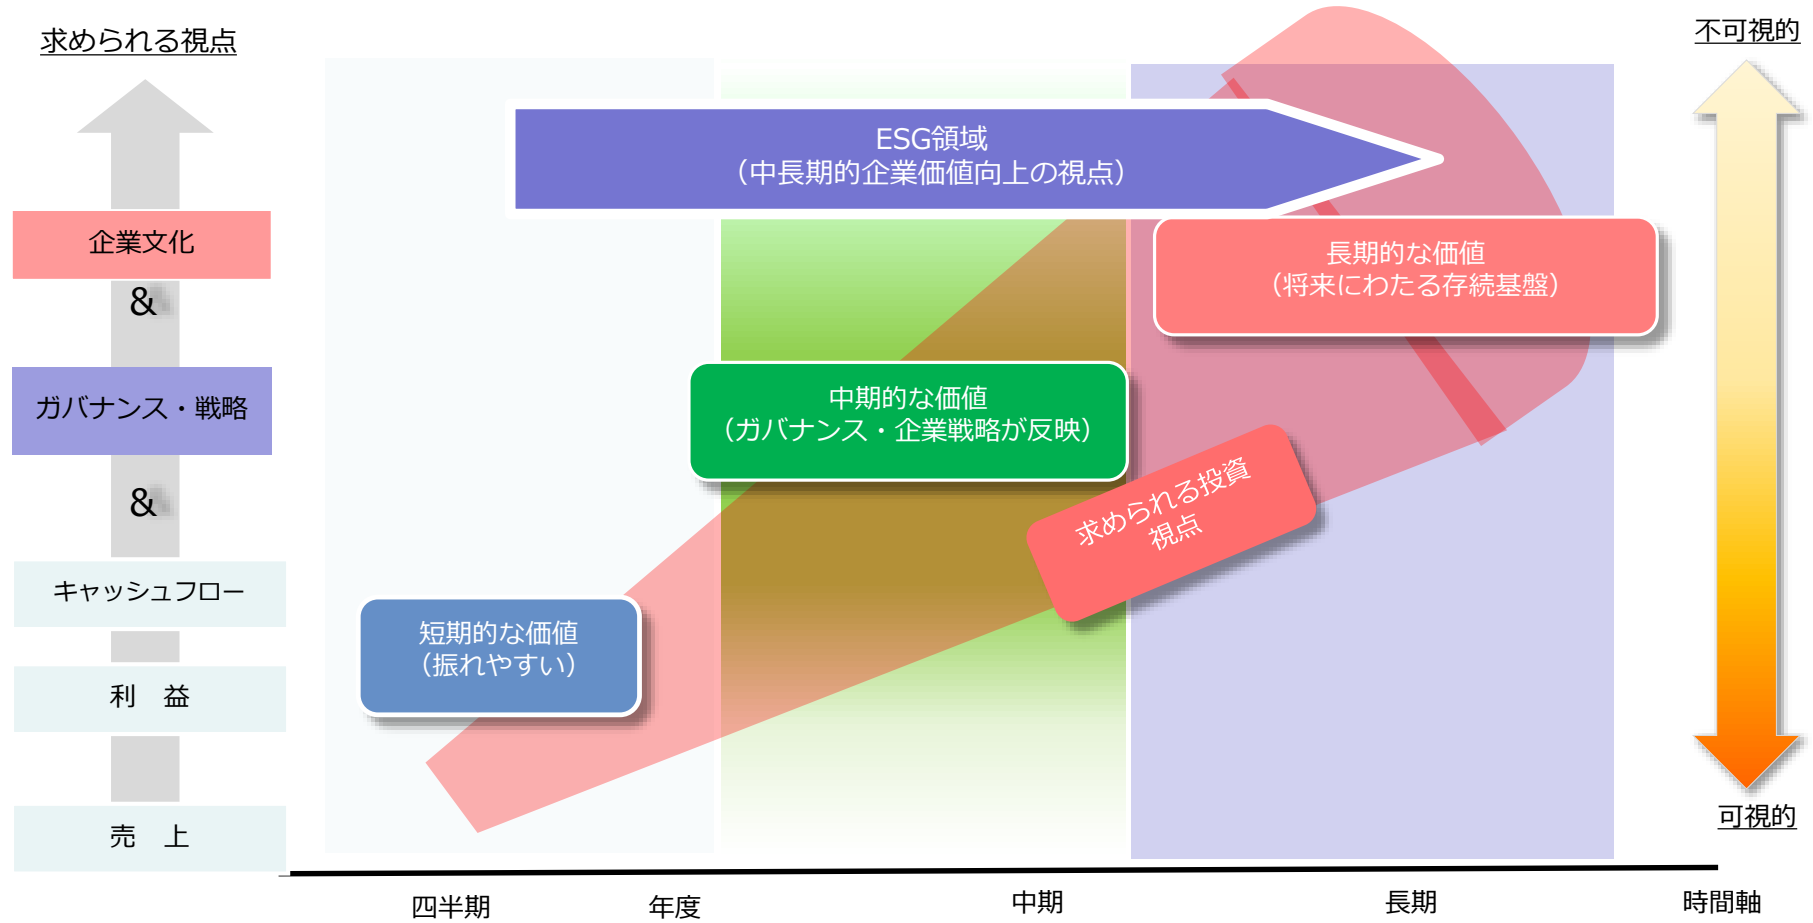 求められる視点
不可視的
ESG領域
（中長期的企業価値向上の視点）
企業文化
&
長期的な価値
（将来にわたる存続基盤）
ガバナンス・戦略
中期的な価値
（ガバナンス・企業戦略が反映）
&
求められる投資
視点
キャッシュフロー
短期的な価値
（振れやすい）
利　益
売　上
可視的
四半期
年度
中期
長期
時間軸